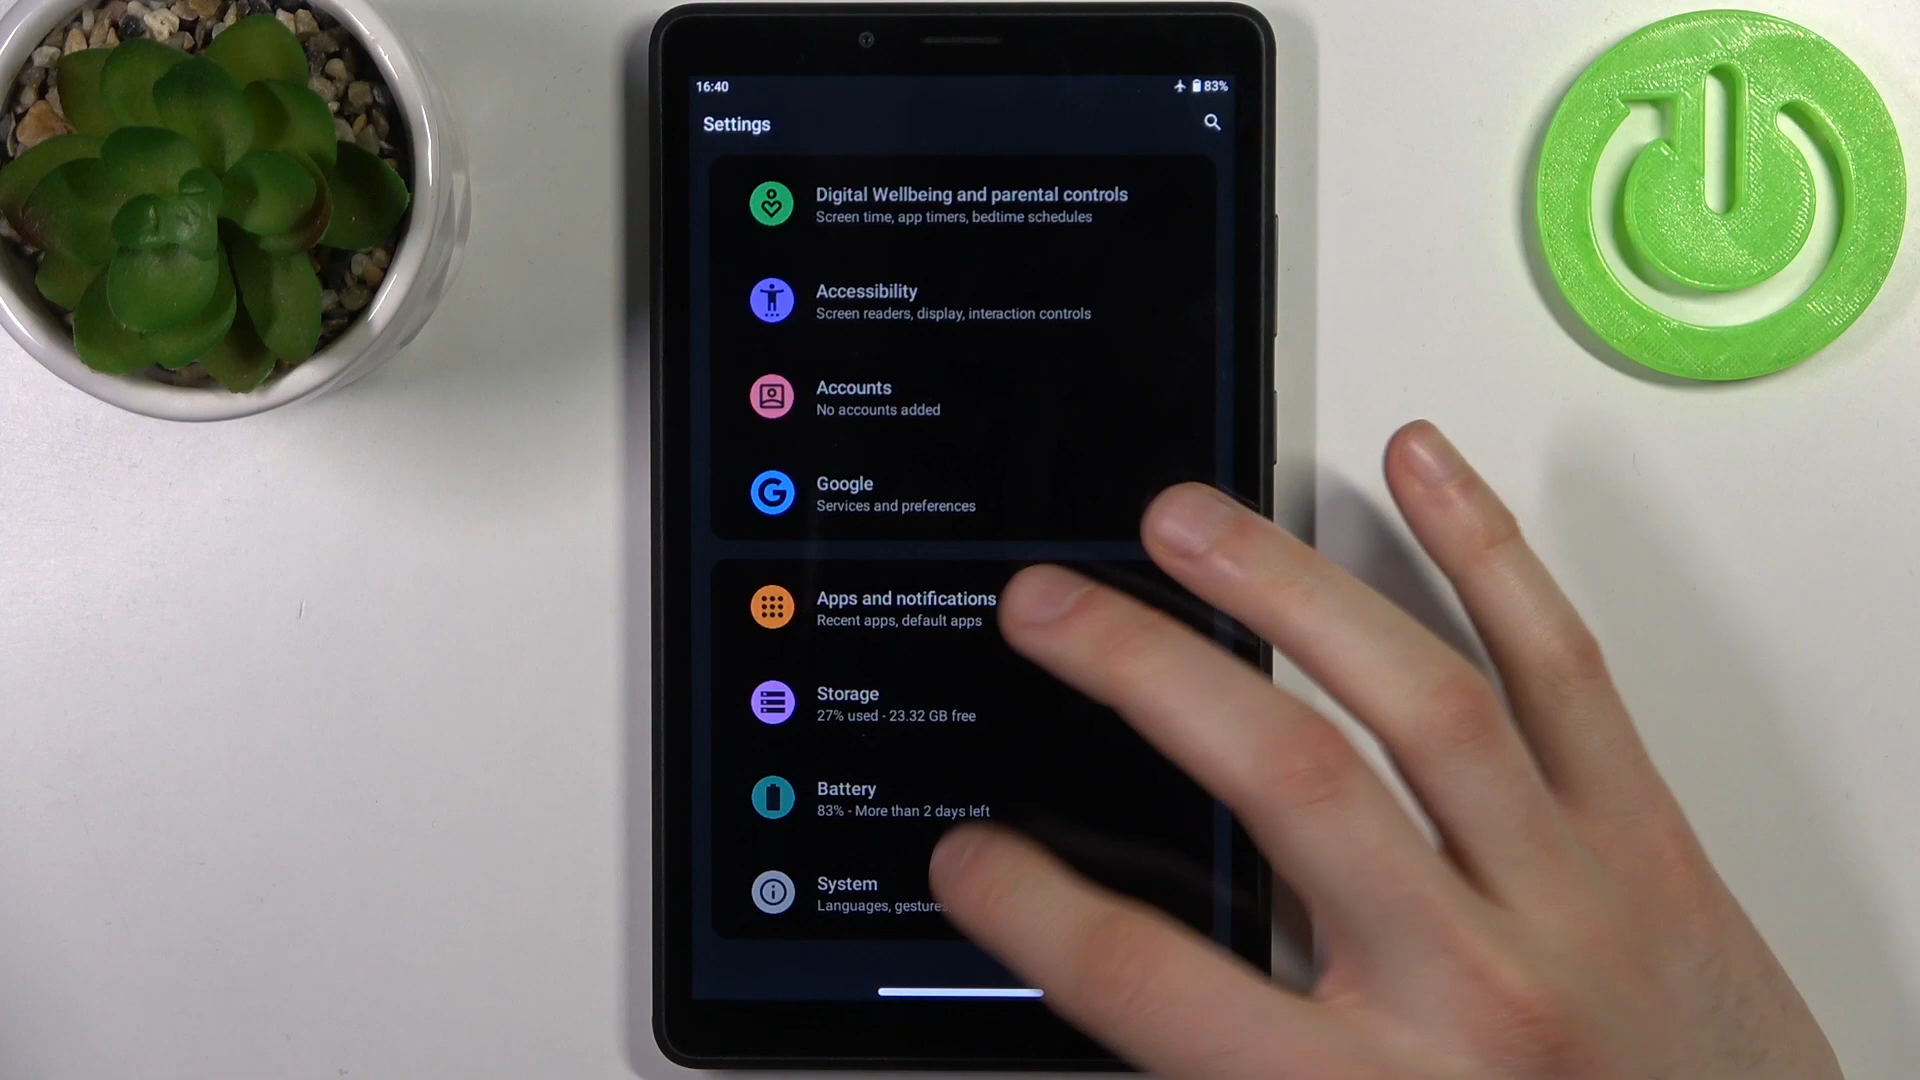 16:40
83%
Settings
Digital Wellbeing and parental controls
Screen time, app timers, bedtime schedules
Accessibility
Screen readers, display, interaction controls
Accounts
No accounts added
Google
Services and preferences
Apps and notifications
Recent apps, default apps
Storage
27% used - 23.32 GB free
Battery
83% - More than 2 days left
System
Languages, gestures,